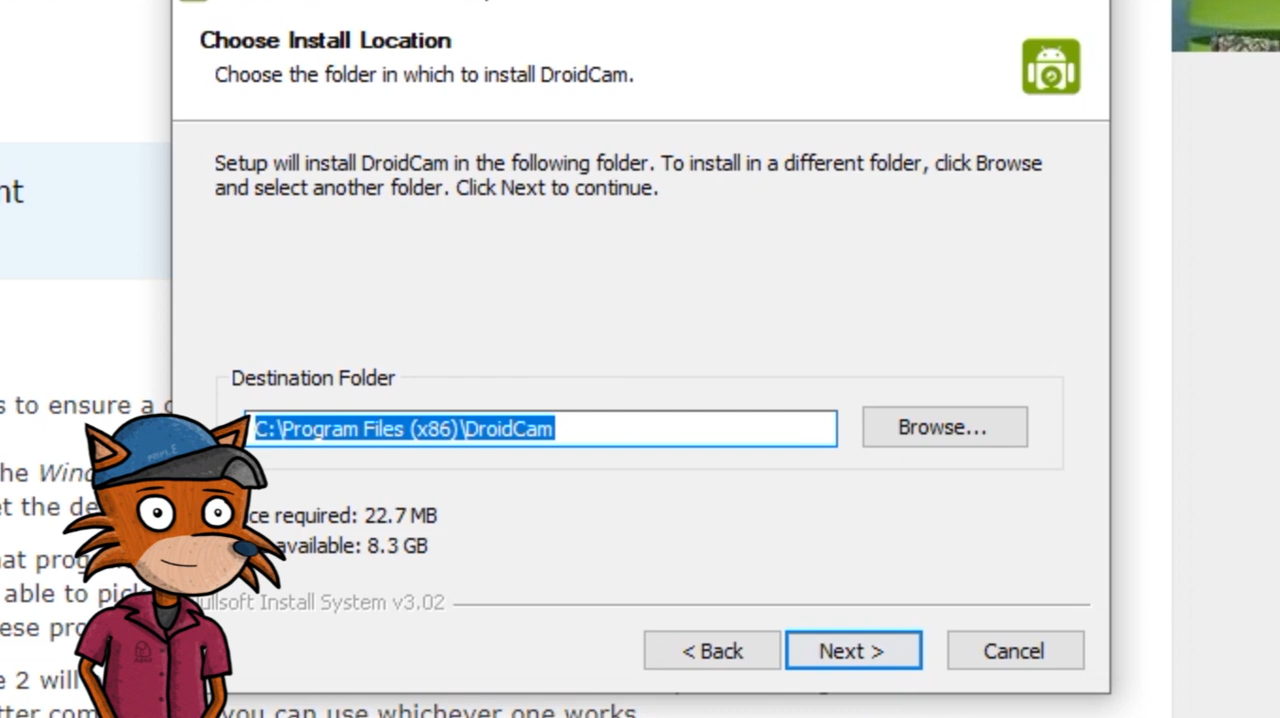 Choose Install Location
Choose the folder in which to install DroidCam.
Setup will install DroidCam in the following folder. To install in a different folder, click Browse
and select another folder. Click Next to continue.
nt
Destination Folder
C:\Program Files (x86)\DroidCam
Browse...
s to ensure a
he Wind
et the de
ce required: 22.7 MB
available: 8.3 GB
hat prog
able to pick
ese pro
ullsoft Install System v3.02
< Back
Next >
Cancel
e 2 will
tter com
you can use whichever one works